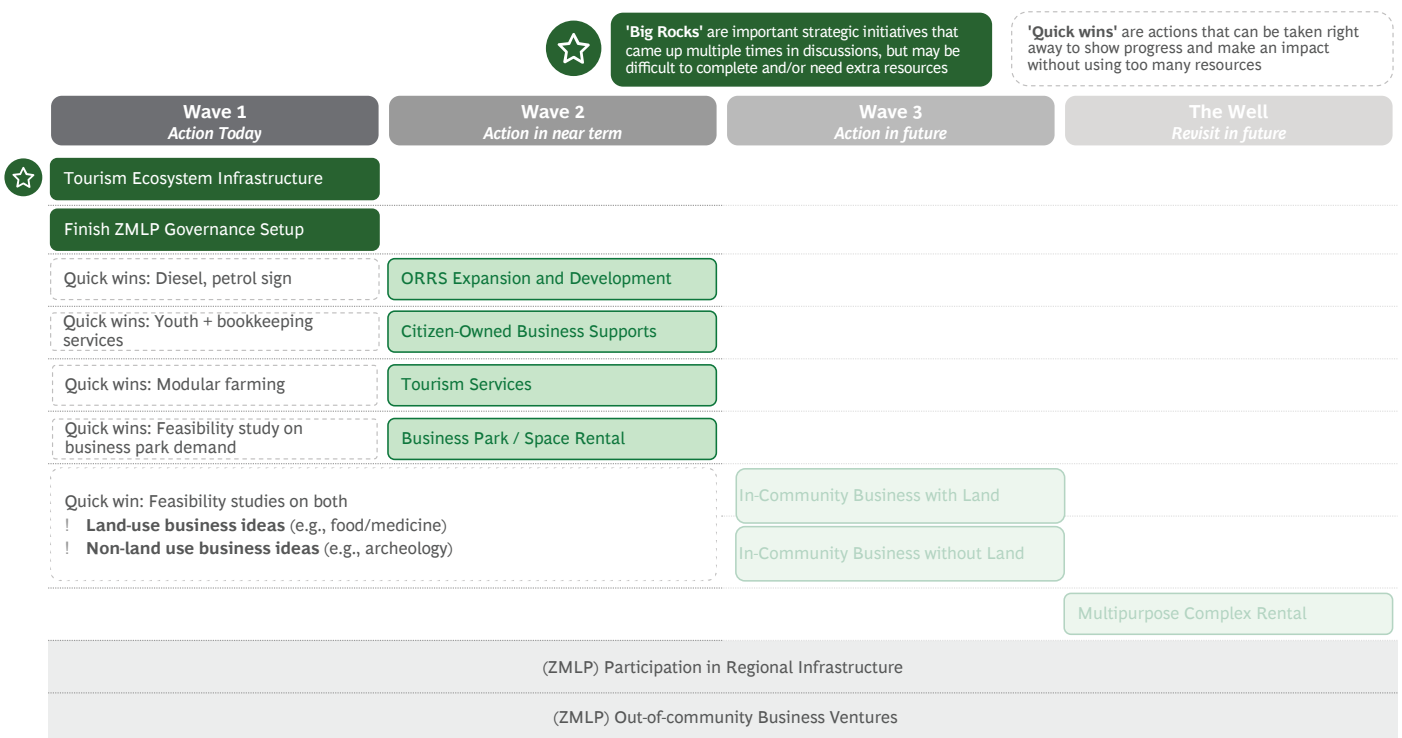 'Big Rocks' are important strategic initiatives that
came up multiple times in discussions, but may be
difficult to complete and/or need extra resources
'Quick wins' are actions that can be taken right
away to show progress and make an impact
without using too many resources
Wave 1
Action Today
Wave 2
Action in near term
Wave 3
Action in future
The Well
Revisit in future
Tourism Ecosystem Infrastructure
Finish ZMLP Governance Setup
Quick wins: Diesel, petrol sign
ORRS Expansion and Development
Quick wins: Youth + bookkeeping
services
Citizen-Owned Business Supports
Quick wins: Modular farming
Tourism Services
Quick wins: Feasibility study on
business park demand
Business Park / Space Rental
Quick win: Feasibility studies on both
! Land-use business ideas (e.g., food/medicine)
! Non-land use business ideas (e.g., archeology)
In-Community Business with Land
In-Community Business without Land
Multipurpose Complex Rental
(ZMLP) Participation in Regional Infrastructure
(ZMLP) Out-of-community Business Ventures